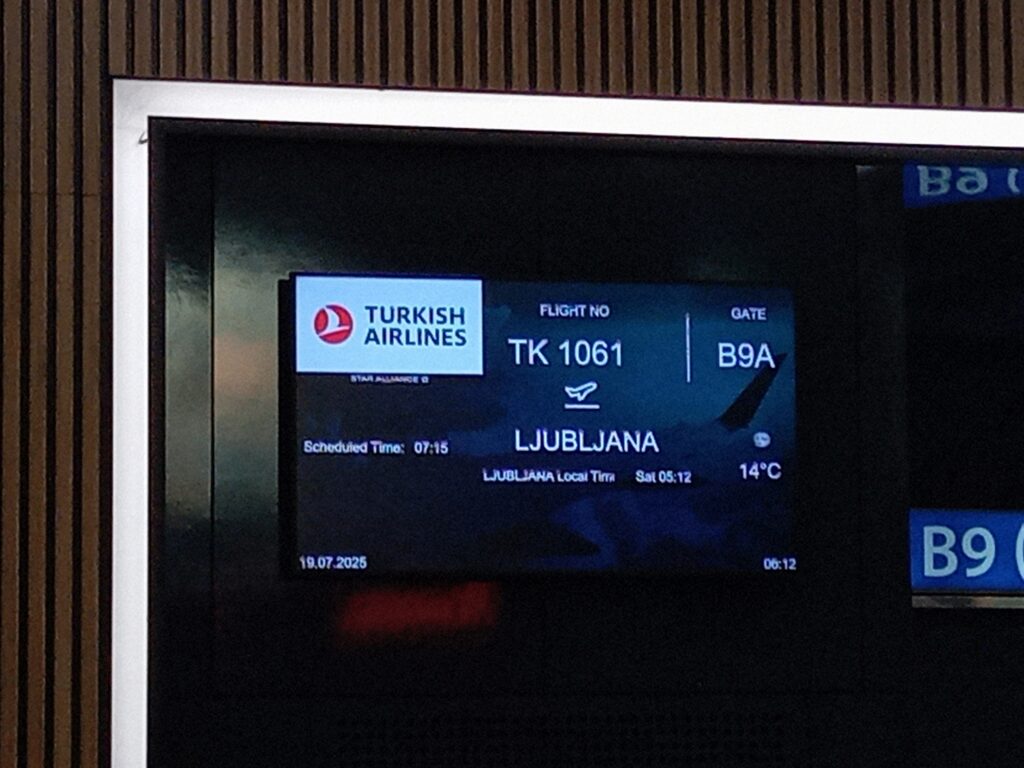 TURKISH
AIRLINES
STAR ALLIANCE
FLIGHT NO
TK 1061
GATE
B9A
LJUBLJANA
Scheduled Time: 07:15
LJUBLJANA Local Tim Sat 05:12
14°C
19.07.2025
06:12
B9